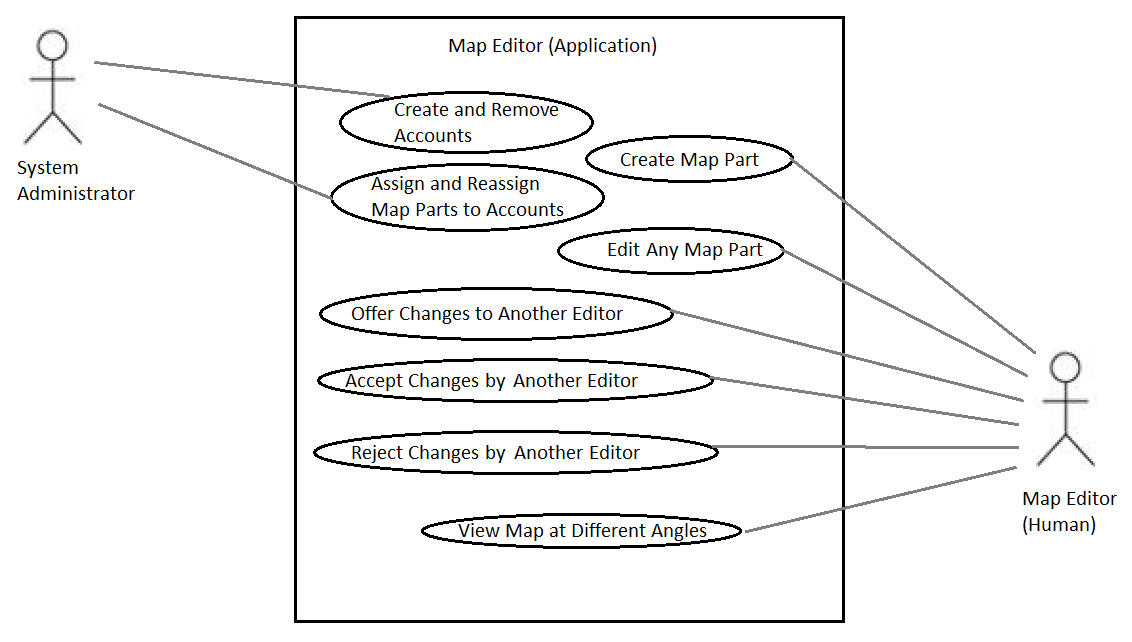 Map Editor (Application)
System
Administrator
Create and Remove
Accounts
Create Map Part
Assign and Reassign
Map Parts to Accounts
Edit Any Map Part
Offer Changes to Another Editor
Accept Changes by Another Editor
Reject Changes by Another Editor
View Map at Different Angles
Map Editor
(Human)